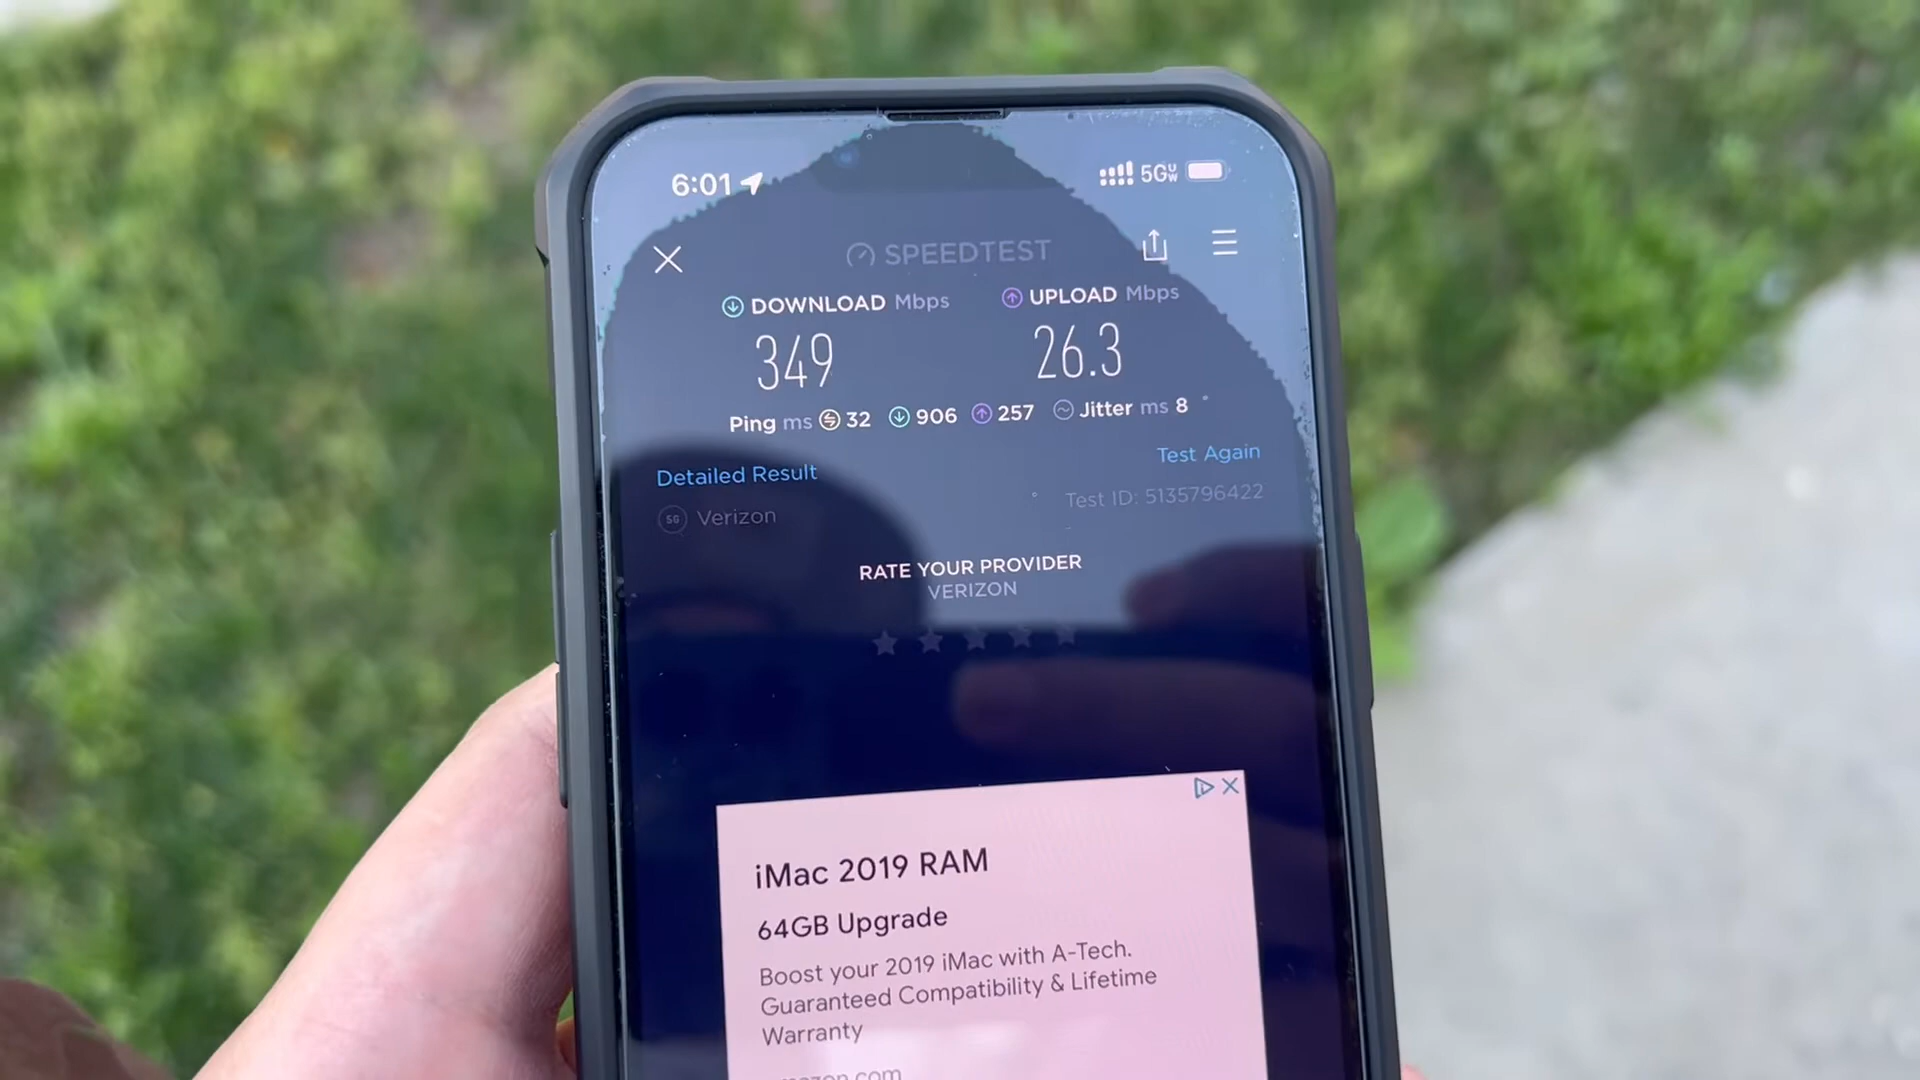 6:01 5GUW
SPEEDTEST
DOWNLOAD Mbps UPLOAD Mbps
349 26.3
Ping ms 32 906 257 Jitter ms 8
Detailed Result Test Again
5G Verizon Test ID: 5135796422
RATE YOUR PROVIDER
VERIZON
iMac 2019 RAM
64GB Upgrade
Boost your 2019 iMac with A-Tech.
Guaranteed Compatibility & Lifetime
Warranty